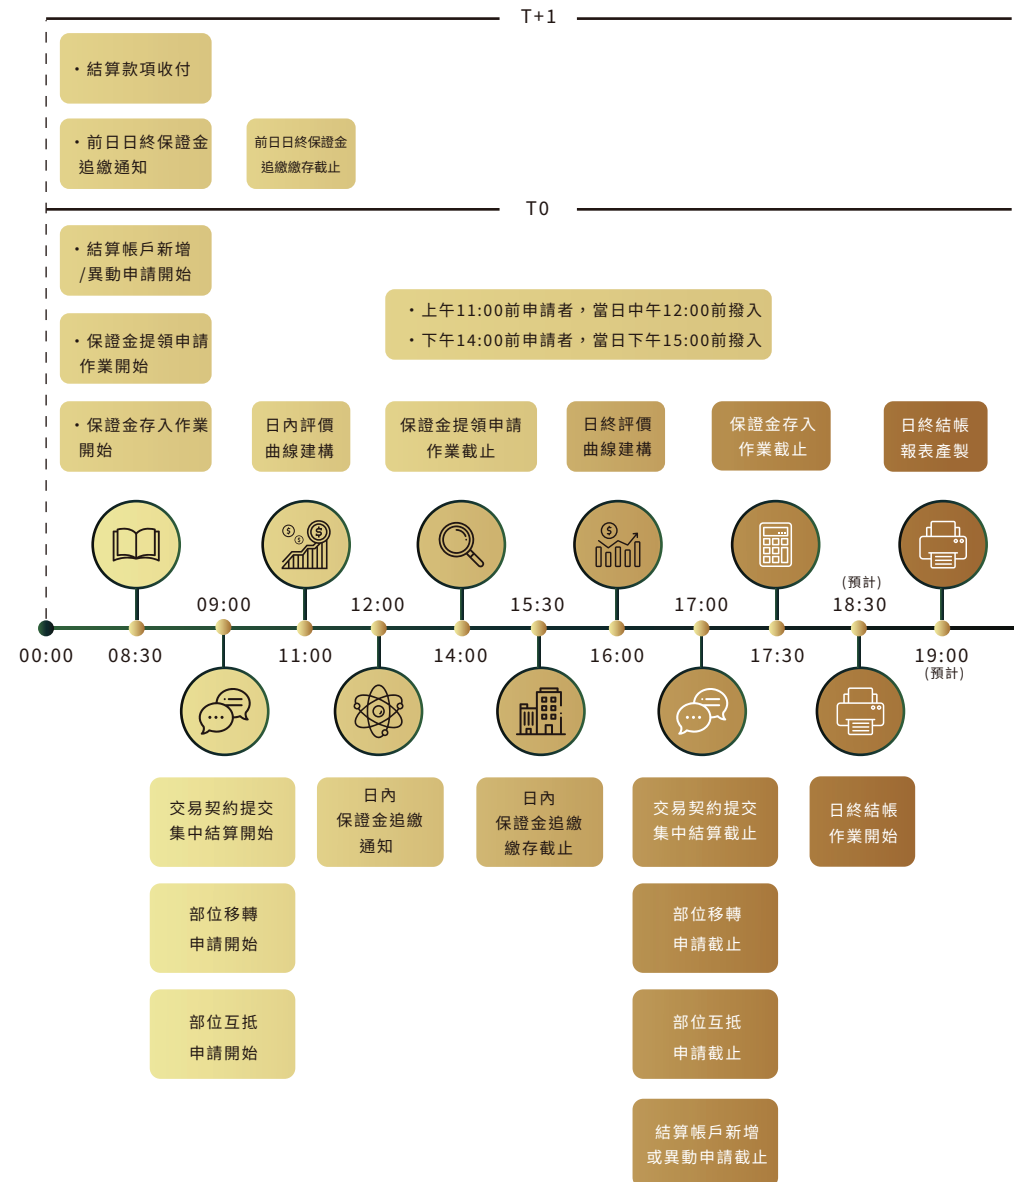 T+1
・結算款項收付
・前日日終保證金
追繳通知
前日日終保證金
追繳繳存截止
T0
・結算帳戶新增
/異動申請開始
・保證金提領申請
作業開始
・上午11:00前申請者，當日中午12:00前撥入
・下午14:00前申請者，當日下午15:00前撥入
・保證金存入作業
開始
日內評價
曲線建構
保證金提領申請
作業截止
日終評價
曲線建構
保證金存入
作業截止
日終結帳
報表產製
09:00
12:00
15:30
17:00
(預計)
18:30
00:00
08:30
11:00
14:00
16:00
17:30
19:00
(預計)
交易契約提交
集中結算開始
日內
保證金追繳
通知
日內
保證金追繳
繳存截止
交易契約提交
集中結算截止
日終結帳
作業開始
部位移轉
申請開始
部位移轉
申請截止
部位互抵
申請開始
部位互抵
申請截止
結算帳戶新增
或異動申請截止